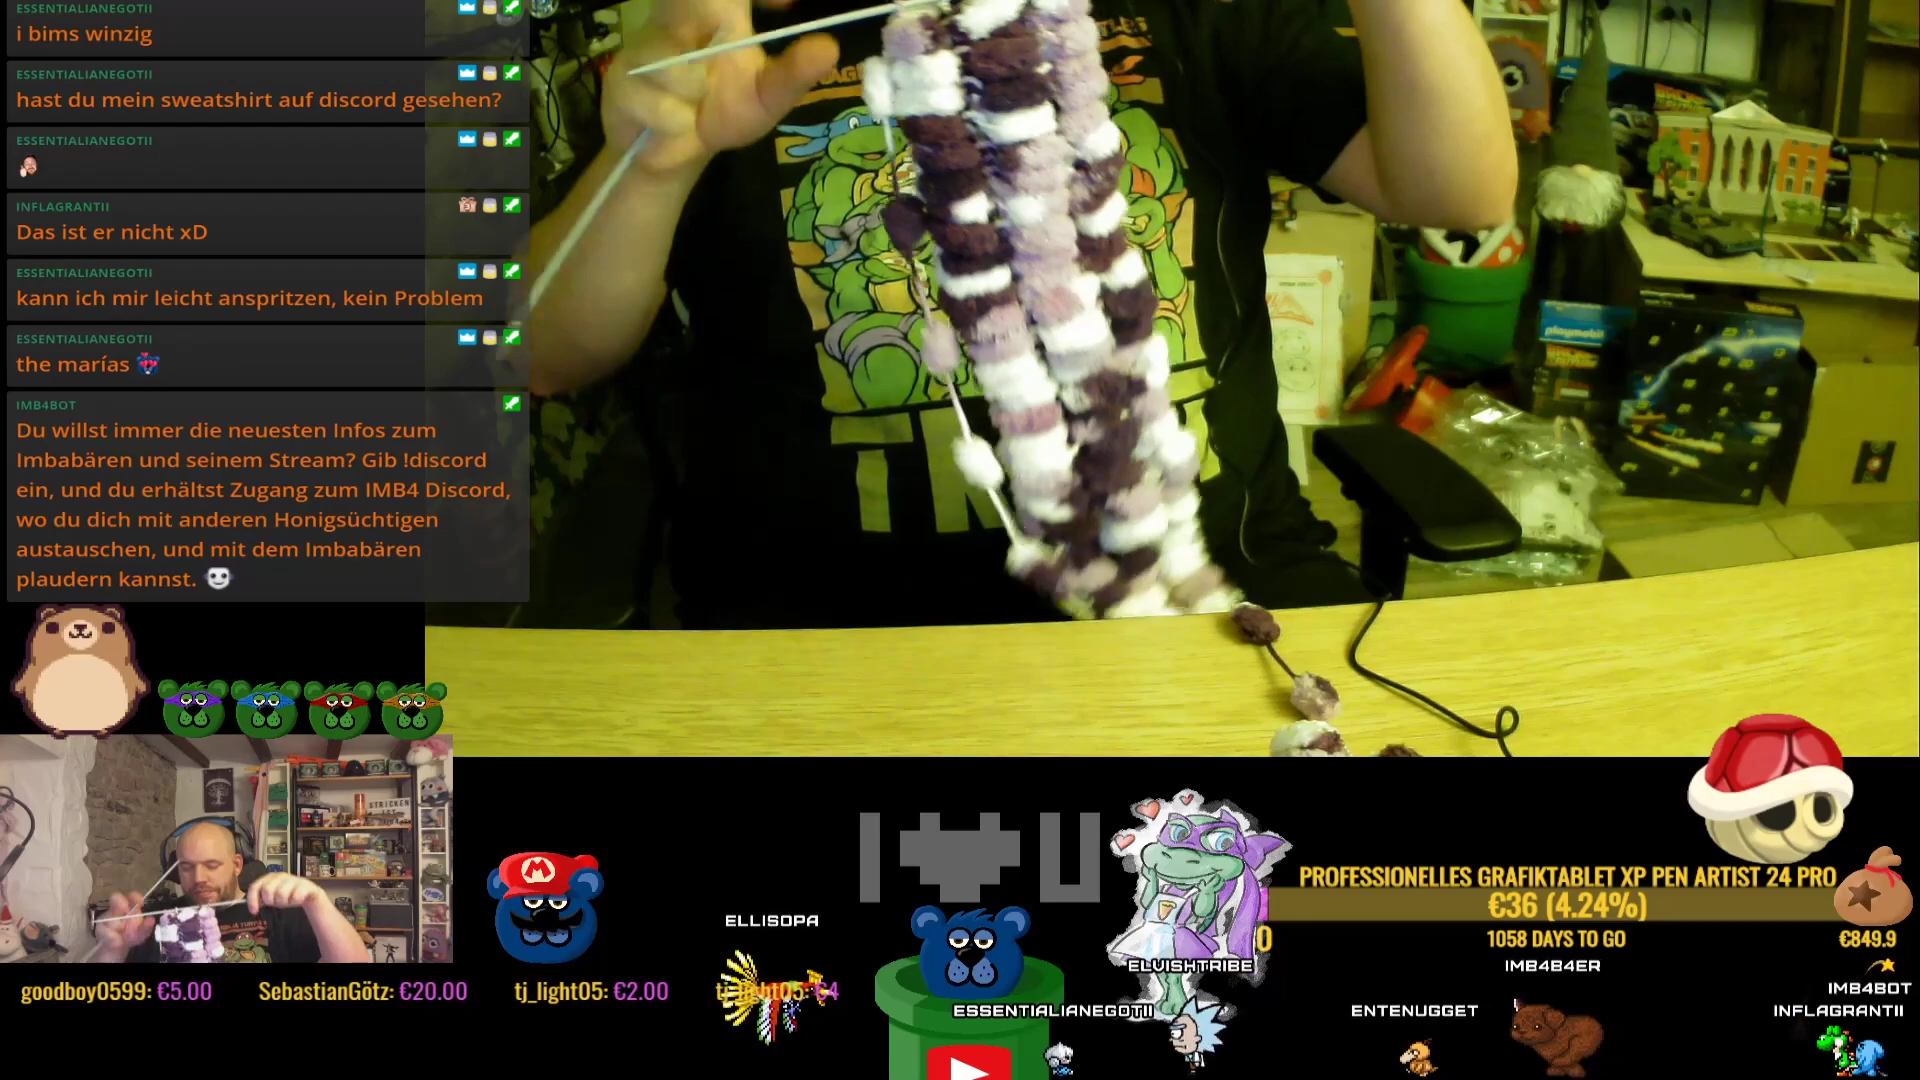 ESSENTIALIANEGOTII
i bims winzig
ESSENTIALIANEGOTII
hast du mein sweatshirt auf discord gesehen?
ESSENTIALIANEGOTII
INFLAGRANTII
Das ist er nicht xD
ESSENTIALIANEGOTII
kann ich mir leicht anspritzen, kein Problem
ESSENTIALIANEGOTII
the marías
IMB4BOT
Du willst immer die neuesten Infos zum
Imbabären und seinem Stream? Gib !discord
ein, und du erhältst Zugang zum IMB4 Discord,
wo du dich mit anderen Honigsüchtigen
austauschen, und mit dem Imbabären
plaudern kannst.
playmobil
STRICKEN
I U
ELLISOPA
ELVISHTRIBE
ESSENTIALIANEGOTII
PROFESSIONELLES GRAFIKTABLET XP PEN ARTIST 24 PRO
€36 (4.24%)
0
1058 DAYS TO GO
€849.9
IMB4B4ER
IMB4BOT
ENTENUGGET
INFLAGRANTII
goodboy0599: €5.00
SebastianGötz: €20.00
tj_light05: €2.00
tj_light05: €4